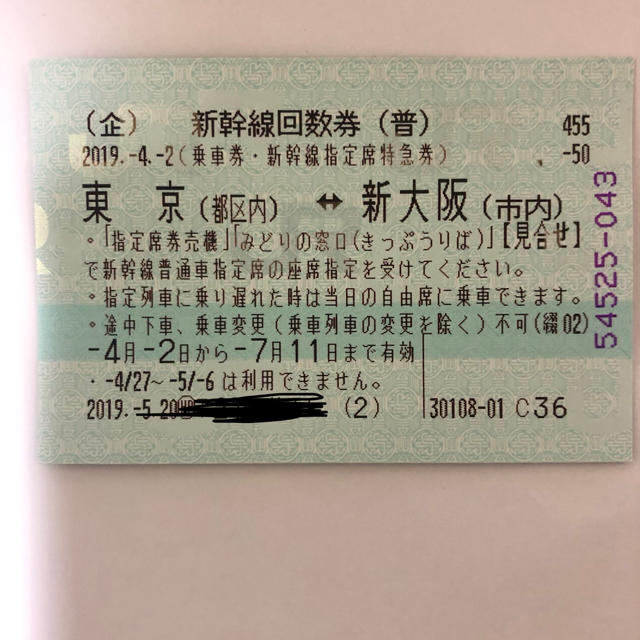 (企) 新幹線回数券(普) 455
2019.-4.-2(乗車券・新幹線指定席特急券) -50
東 京(都区内) ↔ 新大阪(市内)
。「指定席券売機」「みどりの窓口(きっぷうりば)」【見合せ】
で新幹線普通車指定席の座席指定を受けてください。
・指定列車に乗り遅れた時は当日の自由席に乗車できます。
・途中下車、乗車変更(乗車列車の変更を除く)不可(綴02)
-4月-2日から-7月11日まで有効
・-4/27~-5/-6は利用できません。
2019.-5.20 (2) 30108-01 C36
54525-043